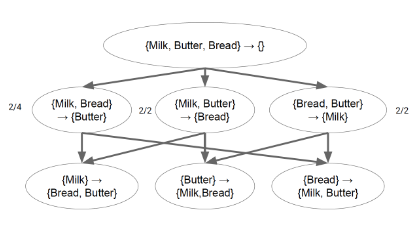 {Milk, Butter, Bread} → {}
2/4
{Milk, Bread}
→ {Butter}
2/2
{Milk, Butter}
→ {Bread}
{Bread, Butter}
→ {Milk}
2/2
{Milk} →
{Bread, Butter}
{Butter} →
{Milk,Bread}
{Bread} →
{Milk, Butter}